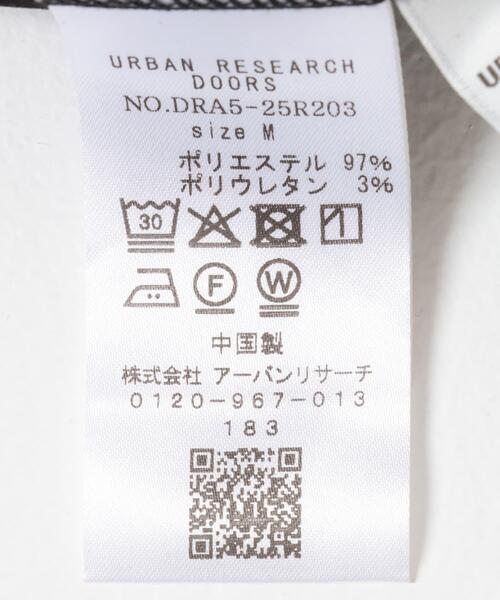 URBAN RESEARCH
DOORS
NO.DRA5-25R203
size M
ポリエステル 97%
ポリウレタン 3%
30
F W
中国製
株式会社 アーバンリサーチ
0120-967-013
183